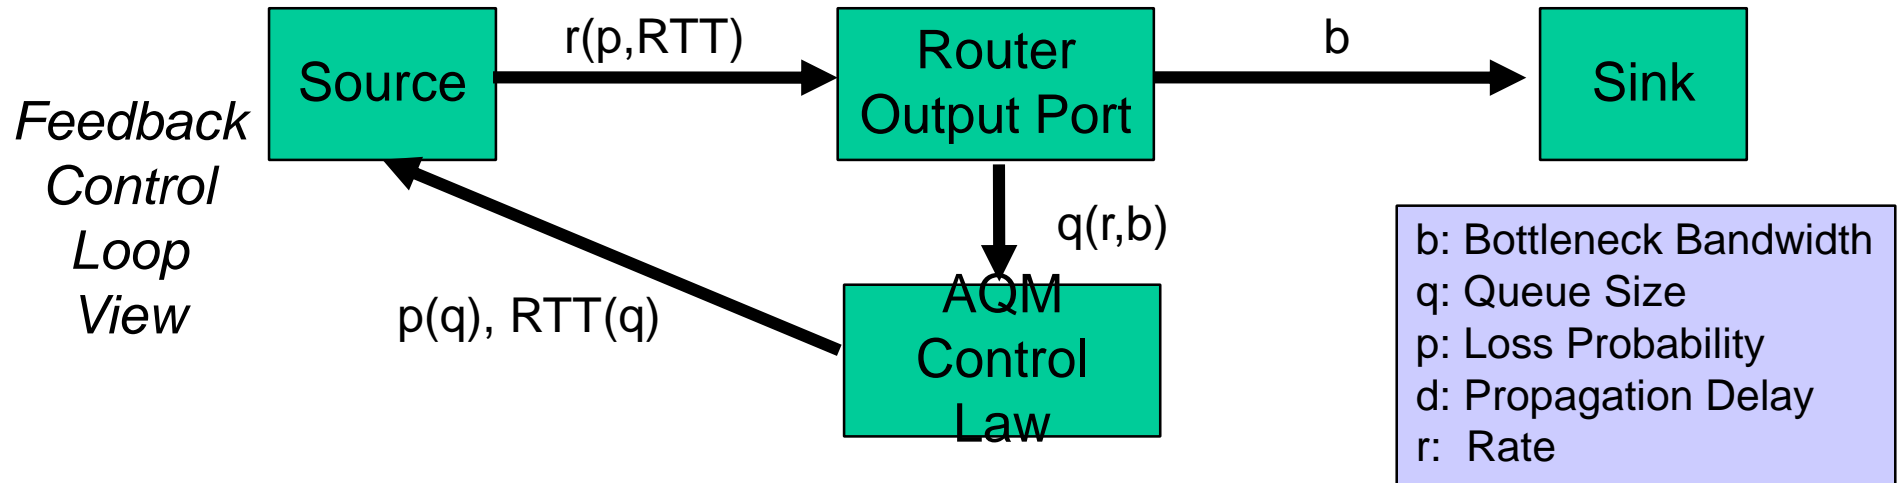 Feedback
Control
Loop
View
Source
r(p,RTT)
Router
Output Port
b
Sink
q(r,b)
AQM
Control
Law
p(q), RTT(q)
b: Bottleneck Bandwidth
q: Queue Size
p: Loss Probability
d: Propagation Delay
r: Rate